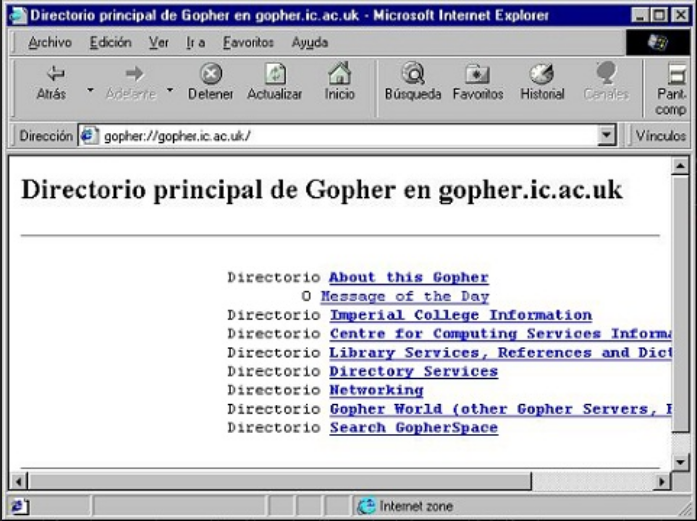 Directorio principal de Gopher en gopher.ic.ac.uk - Microsoft Internet Explorer
Archivo Edición Ver Ir a Favoritos Ayuda
Atrás Adelante Detener Actualizar Inicio Búsqueda Favoritos Historial Canales Pant. comp
Dirección gopher://gopher.ic.ac.uk/ Vínculos
Directorio principal de Gopher en gopher.ic.ac.uk
Directorio About this Gopher
O Message of the Day
Directorio Imperial College Information
Directorio Centre for Computing Services Informa
Directorio Library Services, References and Dict
Directorio Directory Services
Directorio Networking
Directorio Gopher World (other Gopher Servers,
Directorio Search GopherSpace
Internet zone